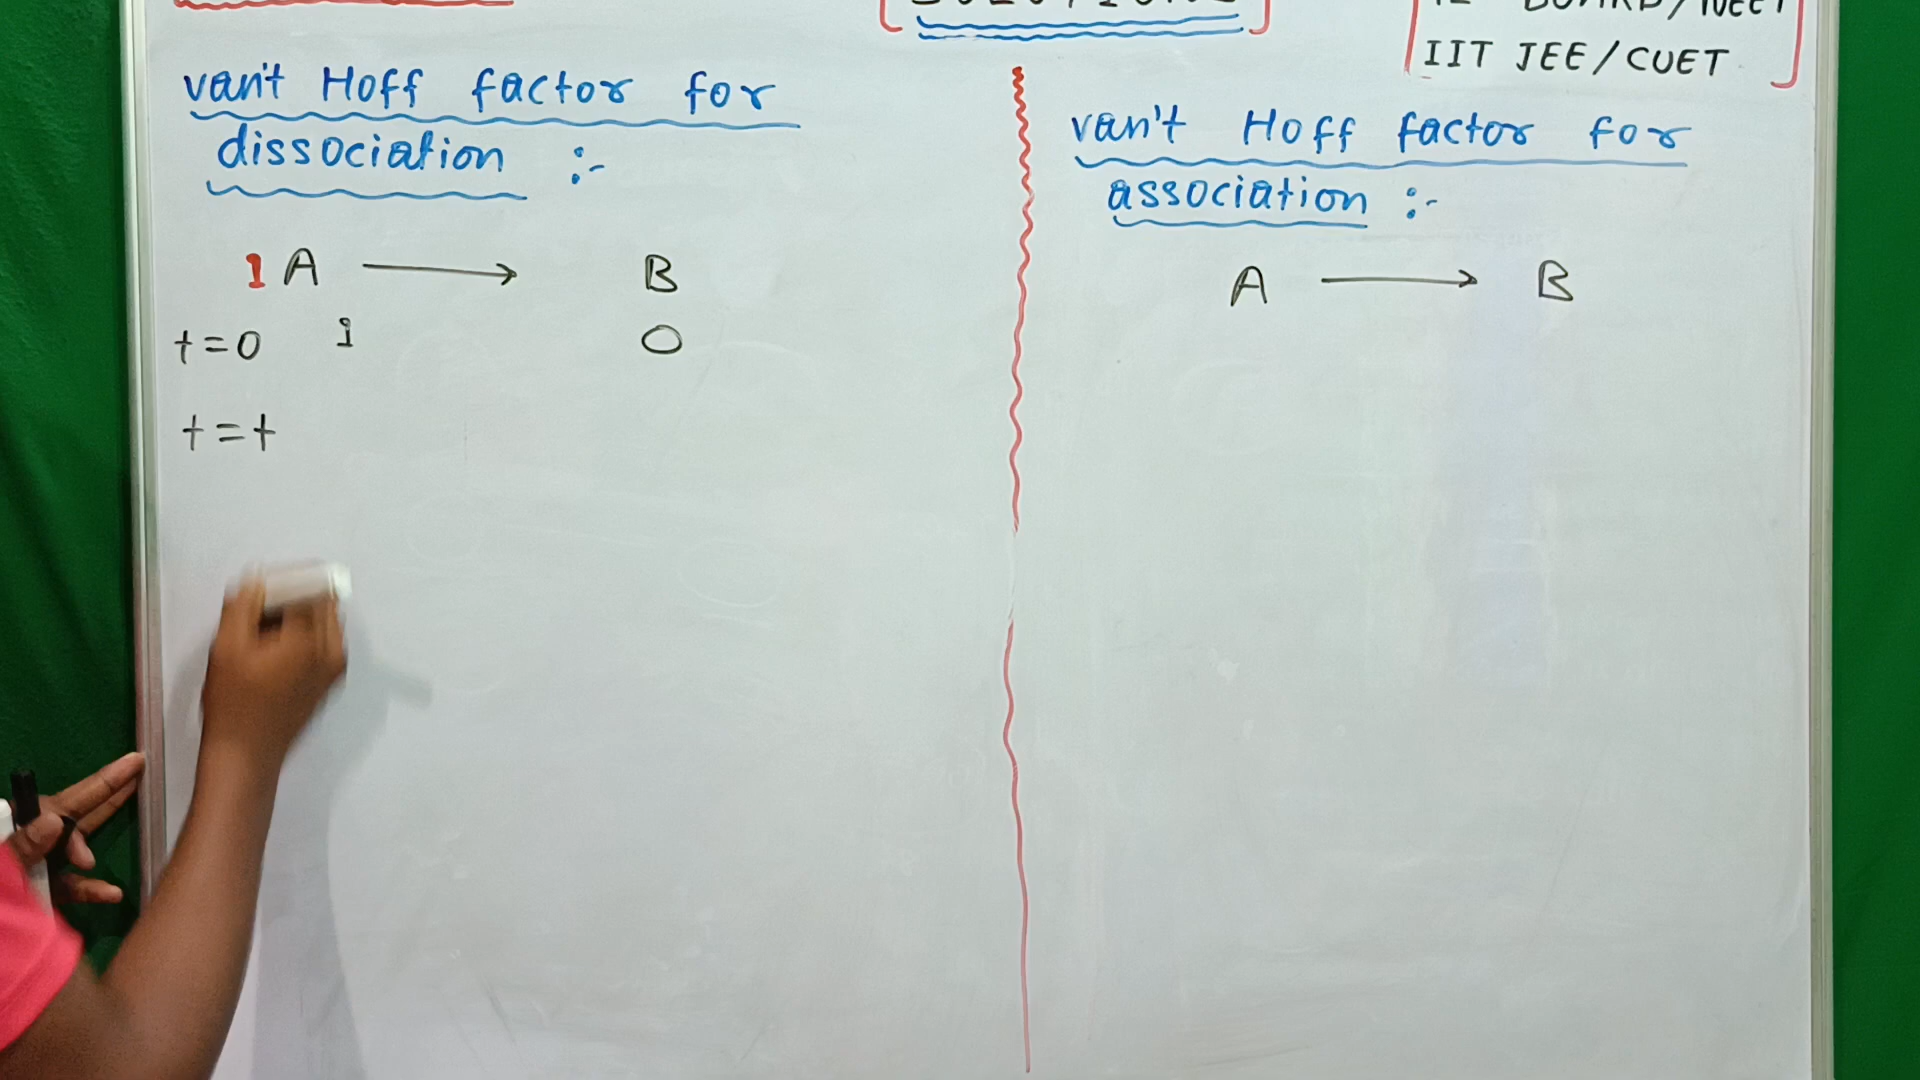 IIT JEE/CUET
van't Hoff factor for
dissociation :-
1 A ⟶ B
t=0 1 0
t=t
van't Hoff factor for
association :-
A ⟶ B